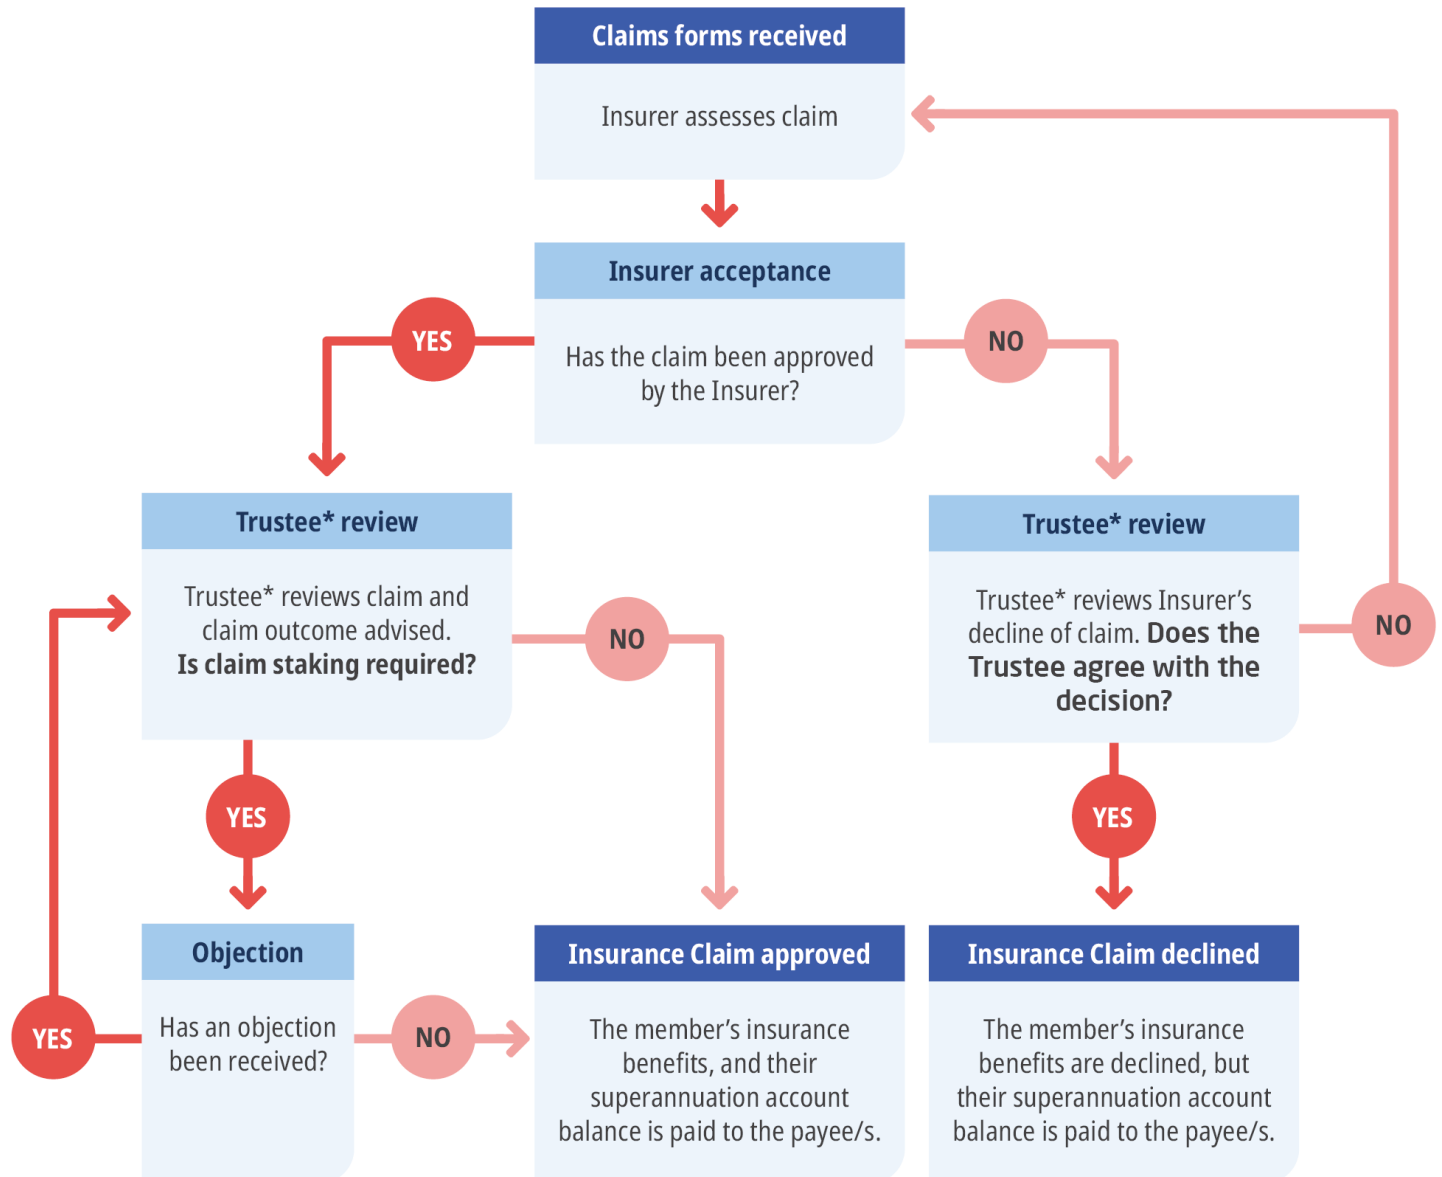 Claims forms received
Insurer assesses claim
Insurer acceptance
Has the claim been approved
by the Insurer?
YES
NO
Trustee* review
Trustee* reviews claim and
claim outcome advised.
Is claim staking required?
NO
Trustee* review
Trustee* reviews Insurer’s
decline of claim. Does the
Trustee agree with the
decision?
NO
YES
YES
Objection
Has an objection
been received?
YES
NO
Insurance Claim approved
The member’s insurance
benefits, and their
superannuation account
balance is paid to the payee/s.
Insurance Claim declined
The member’s insurance
benefits are declined, but
their superannuation account
balance is paid to the payee/s.